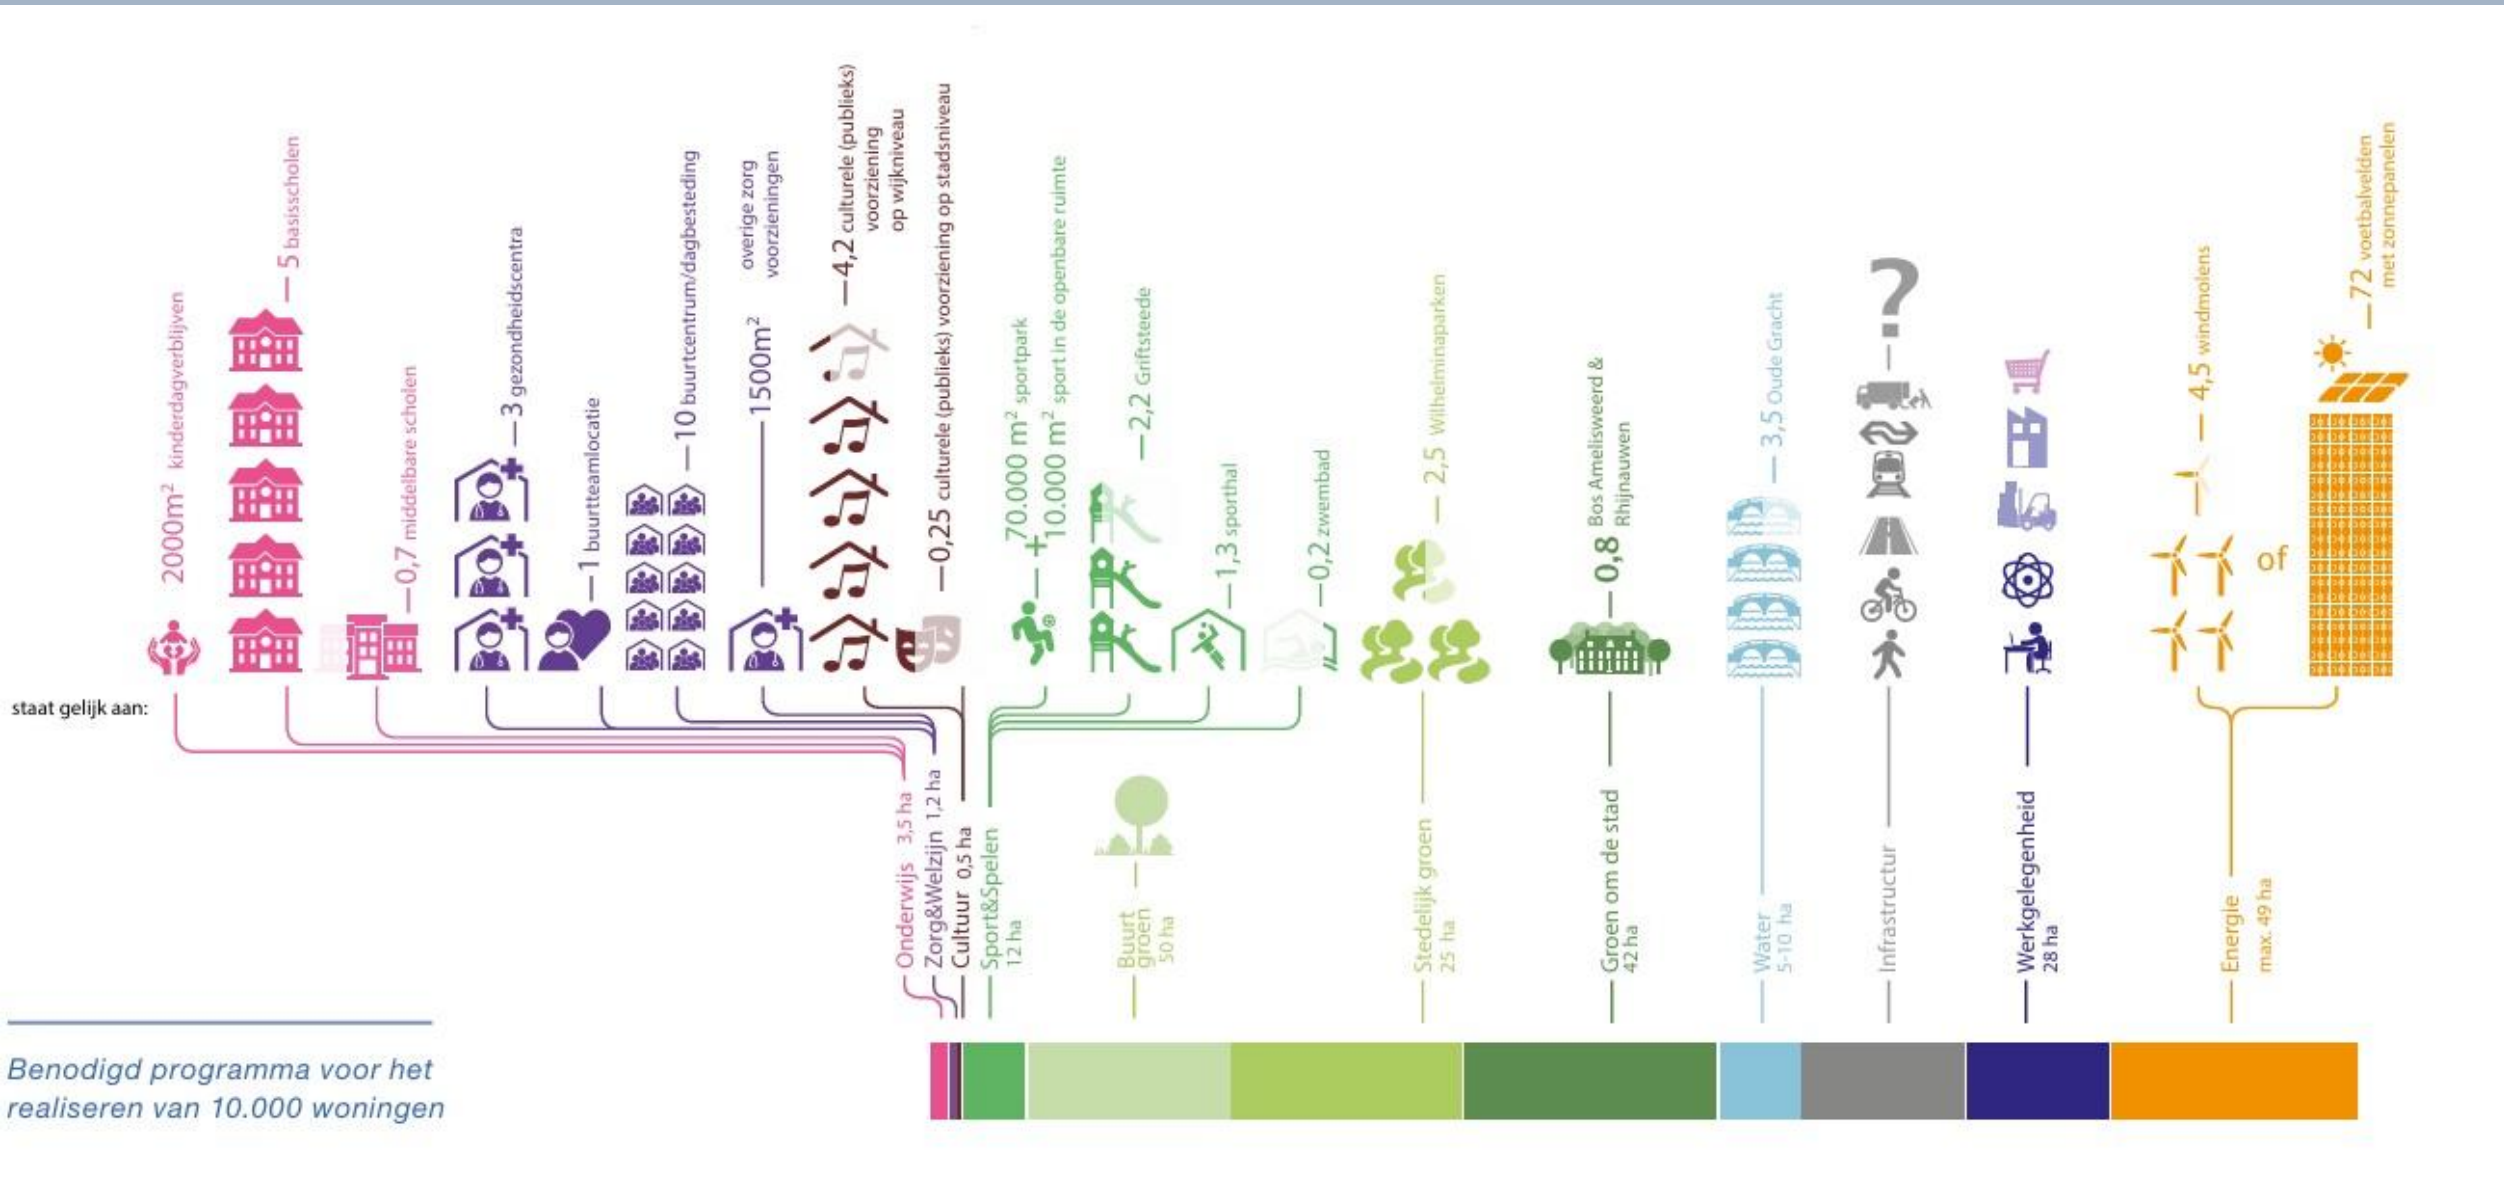 2000m² kinderdagverblijven
5 basisscholen
0,7 middelbare scholen
3 gezondheidscentra
1 buurtteamlocatie
10 buurtcentrum/dagbesteding
1500m² overige zorg
voorzieningen
4,2 culturele (publieks)
voorziening
op wijkniveau
0,25 culturele (publieks) voorziening op stadsniveau
70.000 m² sportpark
+
10.000 m² sport in de openbare ruimte
2,2 Griftsteede
1,3 sporthal
0,2 zwembad
2,5 Wilhelminaparken
0,8 Bos Amelisweerd &
Rhijnauwen
3,5 Oude Gracht
?
4,5 windmolens
of
72 voetbalvelden
met zonnepanelen
staat gelijk aan:
Onderwijs 3,5 ha
Zorg&Welzijn 1,2 ha
Cultuur 0,5 ha
Sport&Spelen
12 ha
Buurt
groen
50 ha
Stedelijk groen
25 ha
Groen om de stad
42 ha
Water
5-10 ha
Infrastructur
Werkgelegenheid
28 ha
Energie
max. 49 ha
Benodigd programma voor het
realiseren van 10.000 woningen